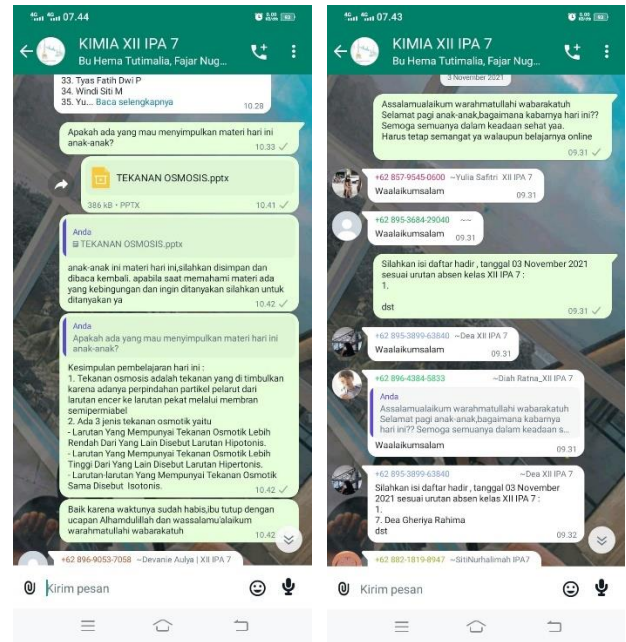 07.44
KIMIA XII IPA 7
Bu Hema Tutimalia, Fajar Nug...
33. Tyas Fatih Dwi P
34. Windi Siti M
35. Yu... Baca selengkapnya
10.28
Apakah ada yang mau menyimpulkan materi hari ini
anak-anak?
10.33
TEKANAN OSMOSIS.pptx
386 kB • PPTX
10.41
Anda
TEKANAN OSMOSIS.pptx
anak-anak ini materi hari ini,silahkan disimpan dan
dibaca kembali. apabila saat memahami materi ada
yang kebingungan dan ingin ditanyakan silahkan untuk
ditanyakan ya
10.42
Anda
Apakah ada yang mau menyimpulkan materi hari ini
anak-anak?
Kesimpulan pembelajaran hari ini :
1. Tekanan osmosis adalah tekanan yang di timbulkan
karena adanya perpindahan partikel pelarut dari
larutan encer ke larutan pekat melalui membran
semipermiabel
2. Ada 3 jenis tekanan osmotik yaitu
- Larutan Yang Mempunyai Tekanan Osmotik Lebih
Rendah Dari Yang Lain Disebut Larutan Hipotonis.
- Larutan Yang Mempunyai Tekanan Osmotik Lebih
Tinggi Dari Yang Lain Disebut Larutan Hipertonis.
- Larutan-larutan Yang Mempunyai Tekanan Osmotik
Sama Disebut Isotonis.
10.42
Baik karena waktunya sudah habis,ibu tutup dengan
ucapan Alhamdulillah dan wassalamu'alaikum
warahmatullahi wabarakatuh
10.42
+62 896-9053-7058 ~Devanie Aulya | XII IPA 7
Kirim pesan
07.43
KIMIA XII IPA 7
Bu Hema Tutimalia, Fajar Nug...
3 November 2021
Assalamualaikum warahmatullahi wabarakatuh
Selamat pagi anak-anak,bagaimana kabarnya hari ini??
Semoga semuanya dalam keadaan sehat yaa.
Harus tetap semangat ya walaupun belajarnya online
09.31
+62 857-9545-0600 ~Yulia Safitri XII IPA 7
Waalaikumsalam
09.31
+62 895-3684-29040 ~~
Waalaikumsalam
09.31
Silahkan isi daftar hadir , tanggal 03 November 2021
sesuai urutan absen kelas XII IPA 7 :
1.
dst
09.31
+62 895-3899-63840 ~Dea XII IPA 7
Waalaikumsalam
09.31
+62 896-4384-5833 ~Diah Ratna_XII IPA 7
Anda
Assalamualaikum warahmatullahi wabarakatuh
Selamat pagi anak-anak,bagaimana kabarnya
hari ini?? Semoga semuanya dalam keadaan s...
Waalaikumsalam
09.31
+62 895-3899-63840 ~Dea XII IPA 7
Silahkan isi daftar hadir , tanggal 03 November
2021 sesuai urutan absen kelas XII IPA 7 :
1.
7. Dea Gheriya Rahima
dst
09.32
+62 882-1819-8947 ~SitiNurhalimah IPA7
Kirim pesan